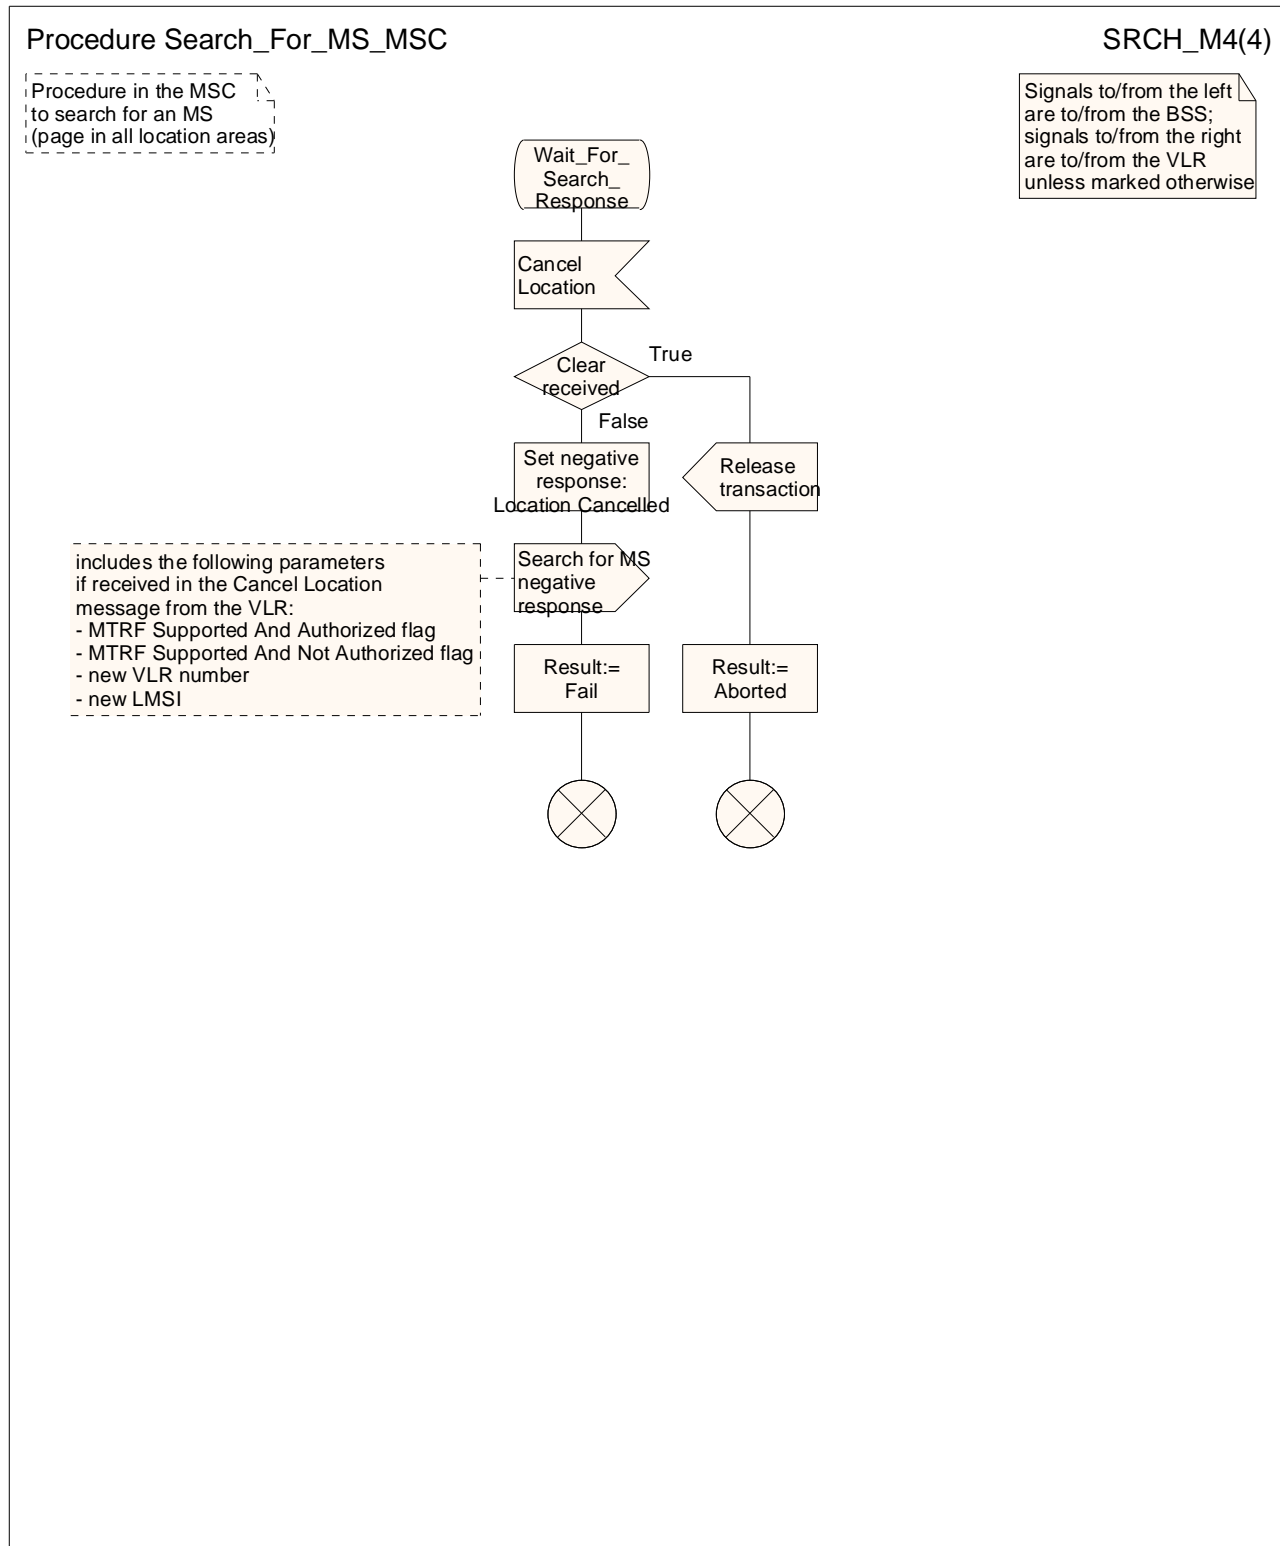 Procedure Search_For_MS_MSC
SRCH_M4(4)
Procedure in the MSC
to search for an MS
(page in all location areas)
Signals to/from the left
are to/from the BSS;
signals to/from the right
are to/from the VLR
unless marked otherwise
Wait_For_
Search_
Response
Cancel
Location
Clear
received
True
False
Set negative
response:
Location Cancelled
Release
transaction
includes the following parameters
if received in the Cancel Location
message from the VLR:
- MTRF Supported And Authorized flag
- MTRF Supported And Not Authorized flag
- new VLR number
- new LMSI
Search for MS
negative
response
Result:=
Fail
Result:=
Aborted